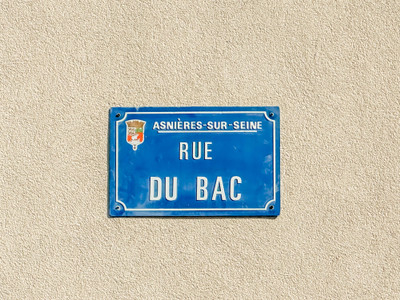 ASNIÈRES-SUR-SEINE
RUE
DU BAC